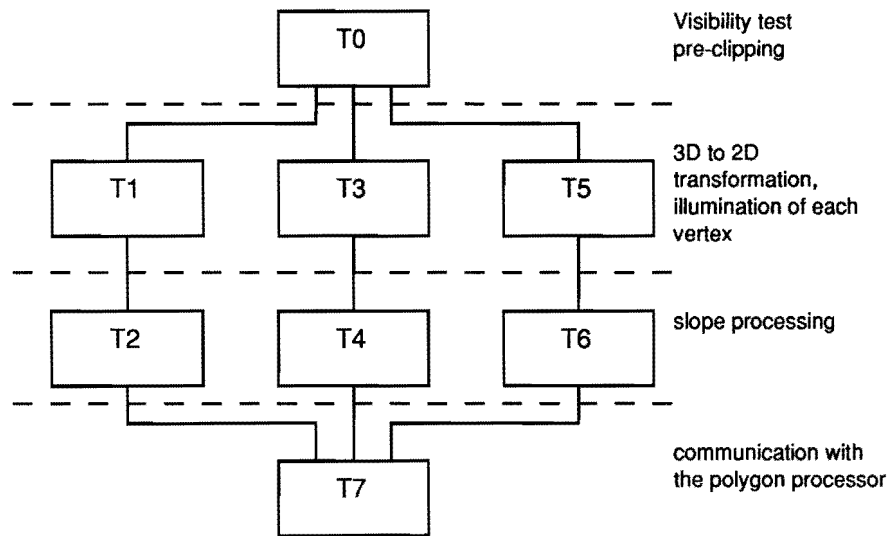 T0
Visibility test
pre-clipping
T1
T3
T5
3D to 2D
transformation,
illumination of each
vertex
T2
T4
T6
slope processing
T7
communication with
the polygon processor